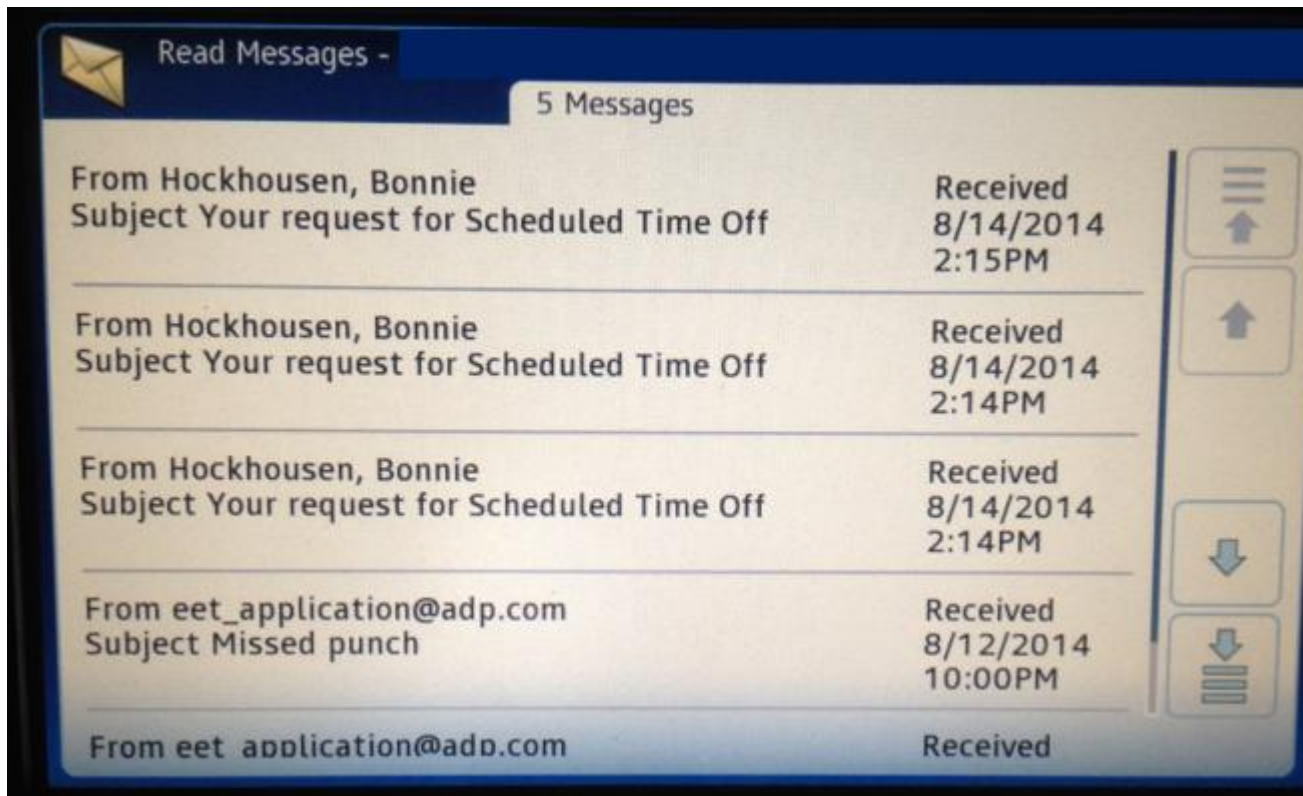 Read Messages -
5 Messages
From Hockhousen, Bonnie
Subject Your request for Scheduled Time Off
Received
8/14/2014
2:15PM
From Hockhousen, Bonnie
Subject Your request for Scheduled Time Off
Received
8/14/2014
2:14PM
From Hockhousen, Bonnie
Subject Your request for Scheduled Time Off
Received
8/14/2014
2:14PM
From eet_application@adp.com
Subject Missed punch
Received
8/12/2014
10:00PM
From eet_application@adp.com
Received